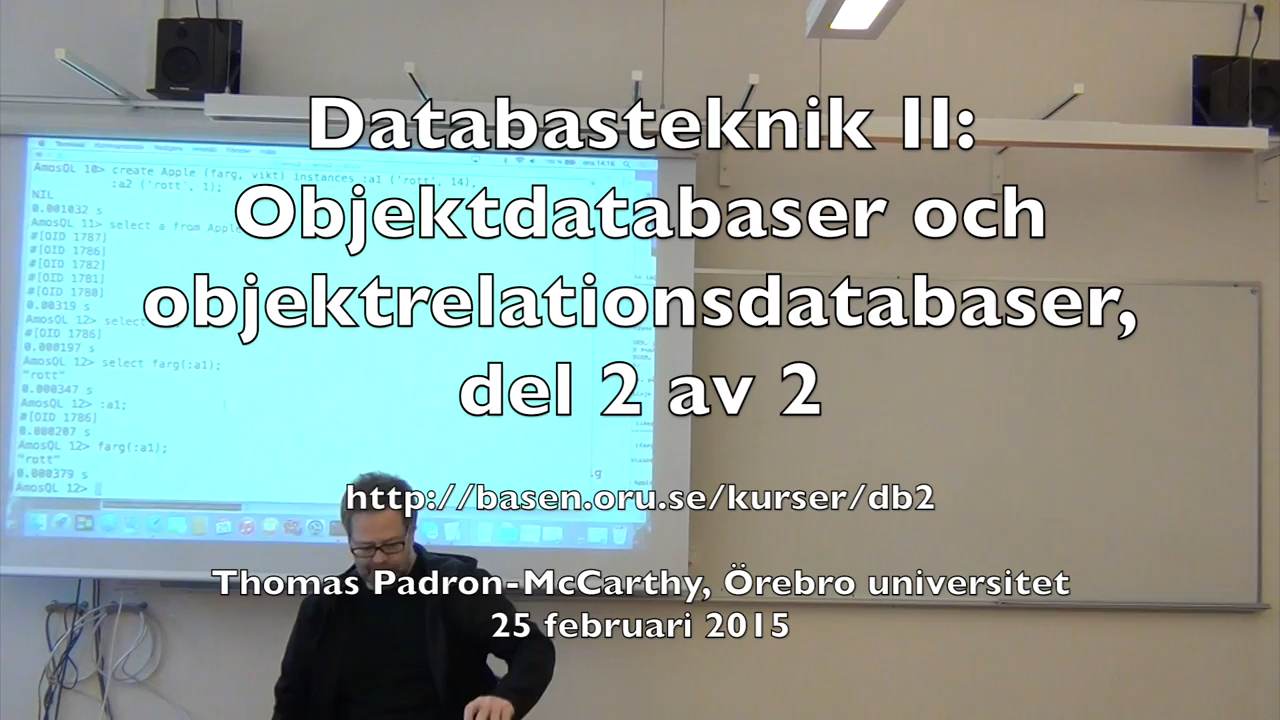 Databasteknik II:
Objektdatabaser och
objektrelationsdatabaser,
del 2 av 2
http://basen.oru.se/kurser/db2
Thomas Padron-McCarthy, Örebro universitet
25 februari 2015
AmosQL 10> create Apple (farg, vikt) instances :a1 ('rott', 14),
:a2 ('rott', 1);
NIL
0.001032 s
AmosQL 11> select a from Apple
#[OID 1787]
#[OID 1786]
#[OID 1782]
#[OID 1781]
#[OID 1780]
0.00319 s
AmosQL 12> select
#[OID 1786]
0.000197 s
AmosQL 12> select farg(:a1);
"rott"
0.000347 s
AmosQL 12> :a1;
#[OID 1786]
0.000207 s
AmosQL 12> farg(:a1);
"rott"
0.000379 s
AmosQL 12>